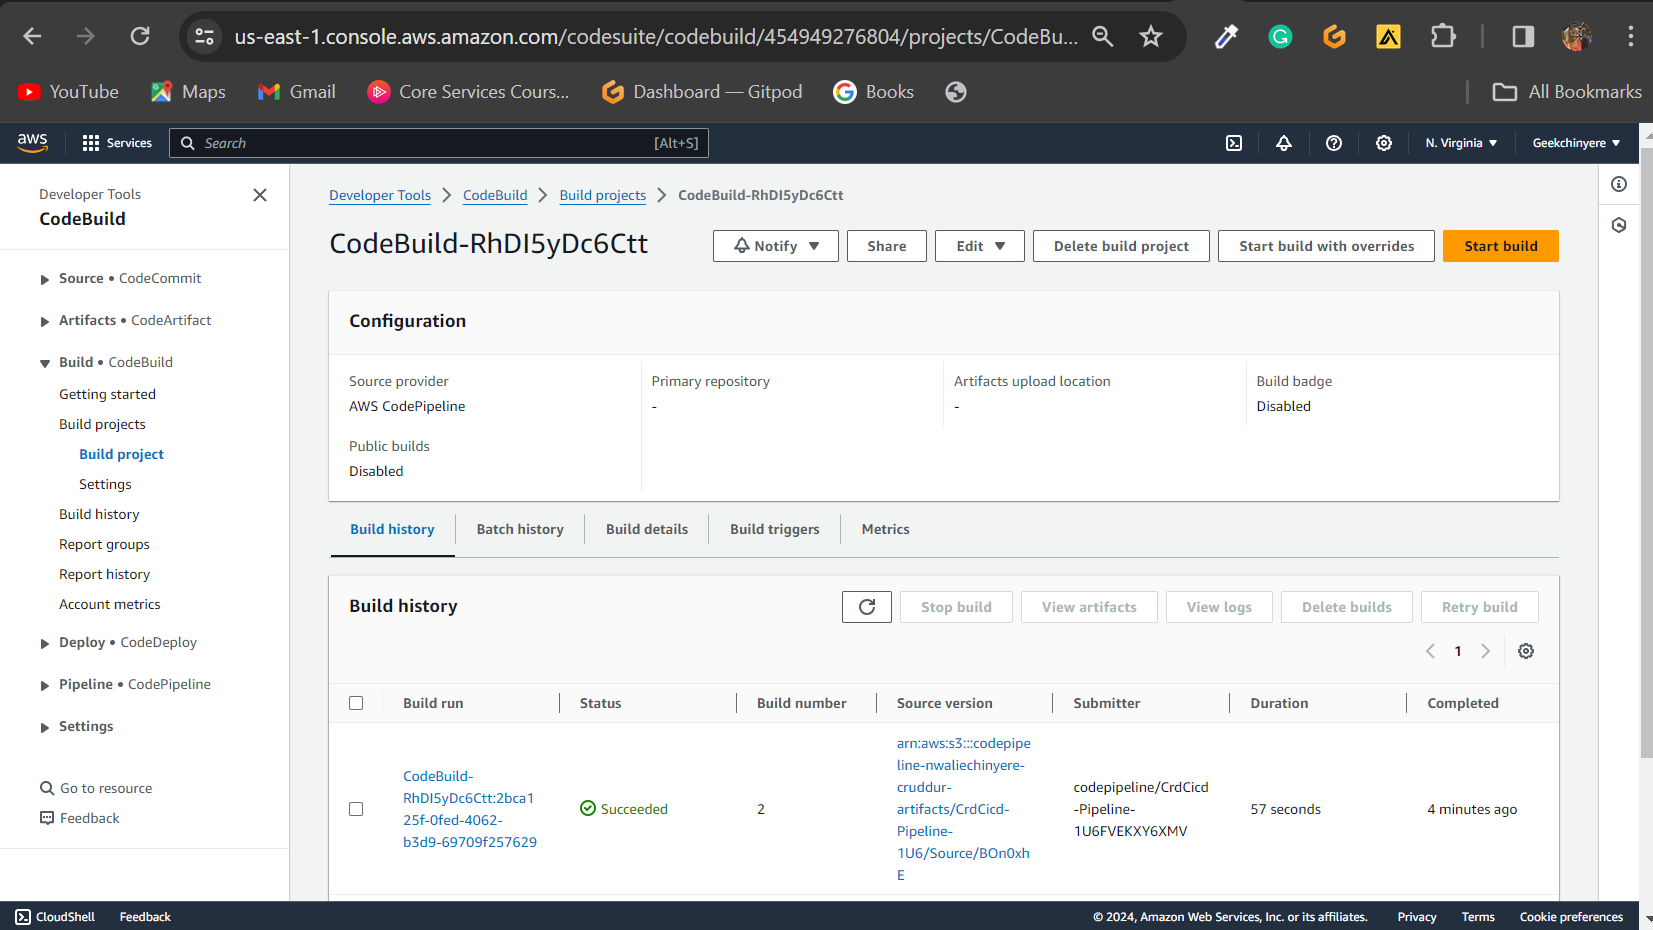 us-east-1.console.aws.amazon.com/codesuite/codebuild/454949276804/projects/CodeBu...
YouTube
Maps
Gmail
Core Services Cours...
Dashboard — Gitpod
Books
All Bookmarks
aws
Services
Search
[Alt+S]
N. Virginia
Geekchinyere
Developer Tools
CodeBuild
Source • CodeCommit
Artifacts • CodeArtifact
Build • CodeBuild
Getting started
Build projects
Build project
Settings
Build history
Report groups
Report history
Account metrics
Deploy • CodeDeploy
Pipeline • CodePipeline
Settings
Go to resource
Feedback
Developer Tools
CodeBuild
Build projects
CodeBuild-RhDI5yDc6Ctt
CodeBuild-RhDI5yDc6Ctt
Notify
Share
Edit
Delete build project
Start build with overrides
Start build
Configuration
Source provider
AWS CodePipeline
Primary repository
-
Artifacts upload location
-
Build badge
Disabled
Public builds
Disabled
Build history
Batch history
Build details
Build triggers
Metrics
Build history
Stop build
View artifacts
View logs
Delete builds
Retry build
1
Build run
Status
Build number
Source version
Submitter
Duration
Completed
CodeBuild-
RhDI5yDc6Ctt:2bca1
25f-0fed-4062-
b3d9-69709f257629
Succeeded
2
arn:aws:s3:::codepipe
line-nwaliechinyere-
cruddur-
artifacts/CrdCicd-
Pipeline-
1U6/Source/BOn0xh
E
codepipeline/CrdCicd
-Pipeline-
1U6FVEKXY6XMV
57 seconds
4 minutes ago
CloudShell
Feedback
© 2024, Amazon Web Services, Inc. or its affiliates.
Privacy
Terms
Cookie preferences